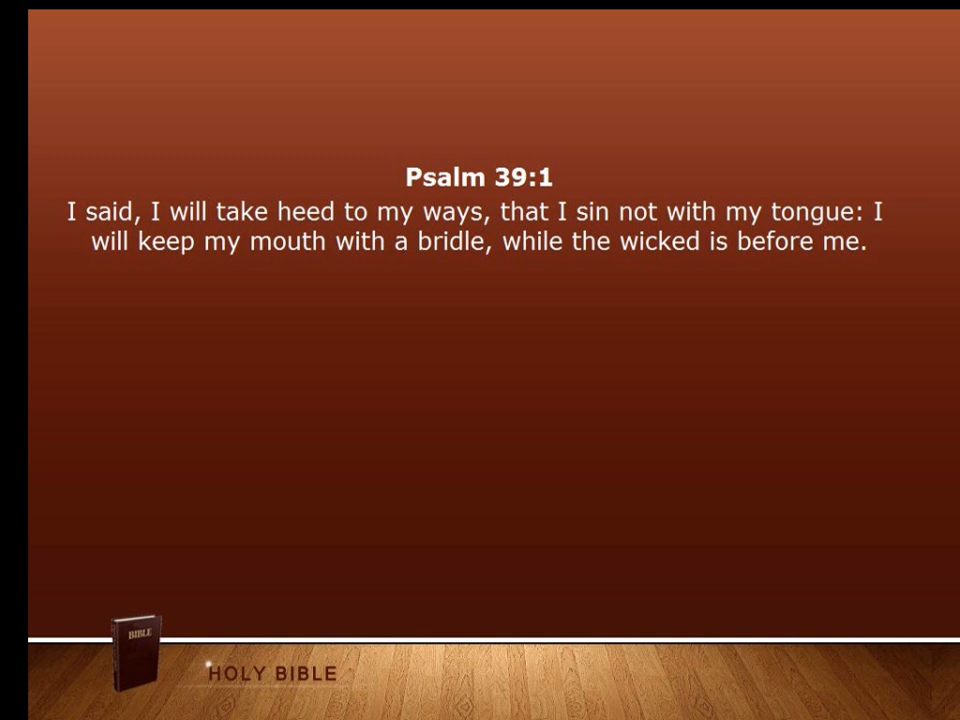 Psalm 39:1
I said, I will take heed to my ways, that I sin not with my tongue: I
will keep my mouth with a bridle, while the wicked is before me.
BIBLE
HOLY BIBLE